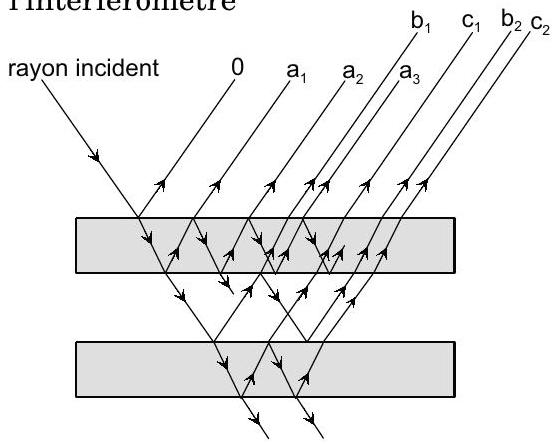 l'interféromètre
rayon incident 0 a1 a2 b1 a3 c1 b2 c2